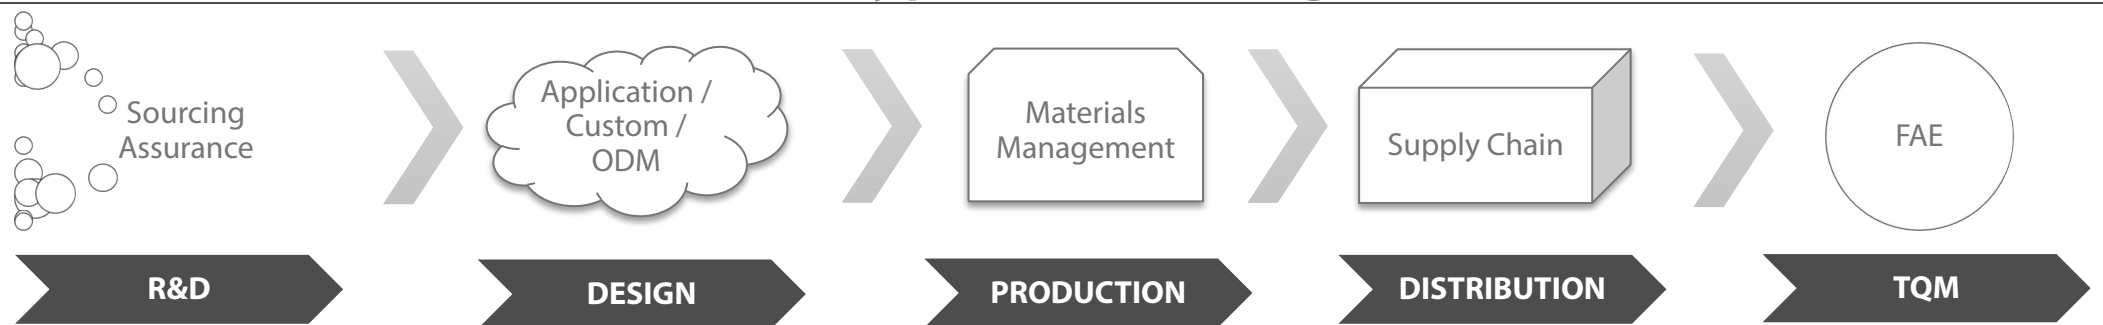 Sourcing
Assurance
Application /
Custom /
ODM
Materials
Management
Supply Chain
FAE
R&D
DESIGN
PRODUCTION
DISTRIBUTION
TQM